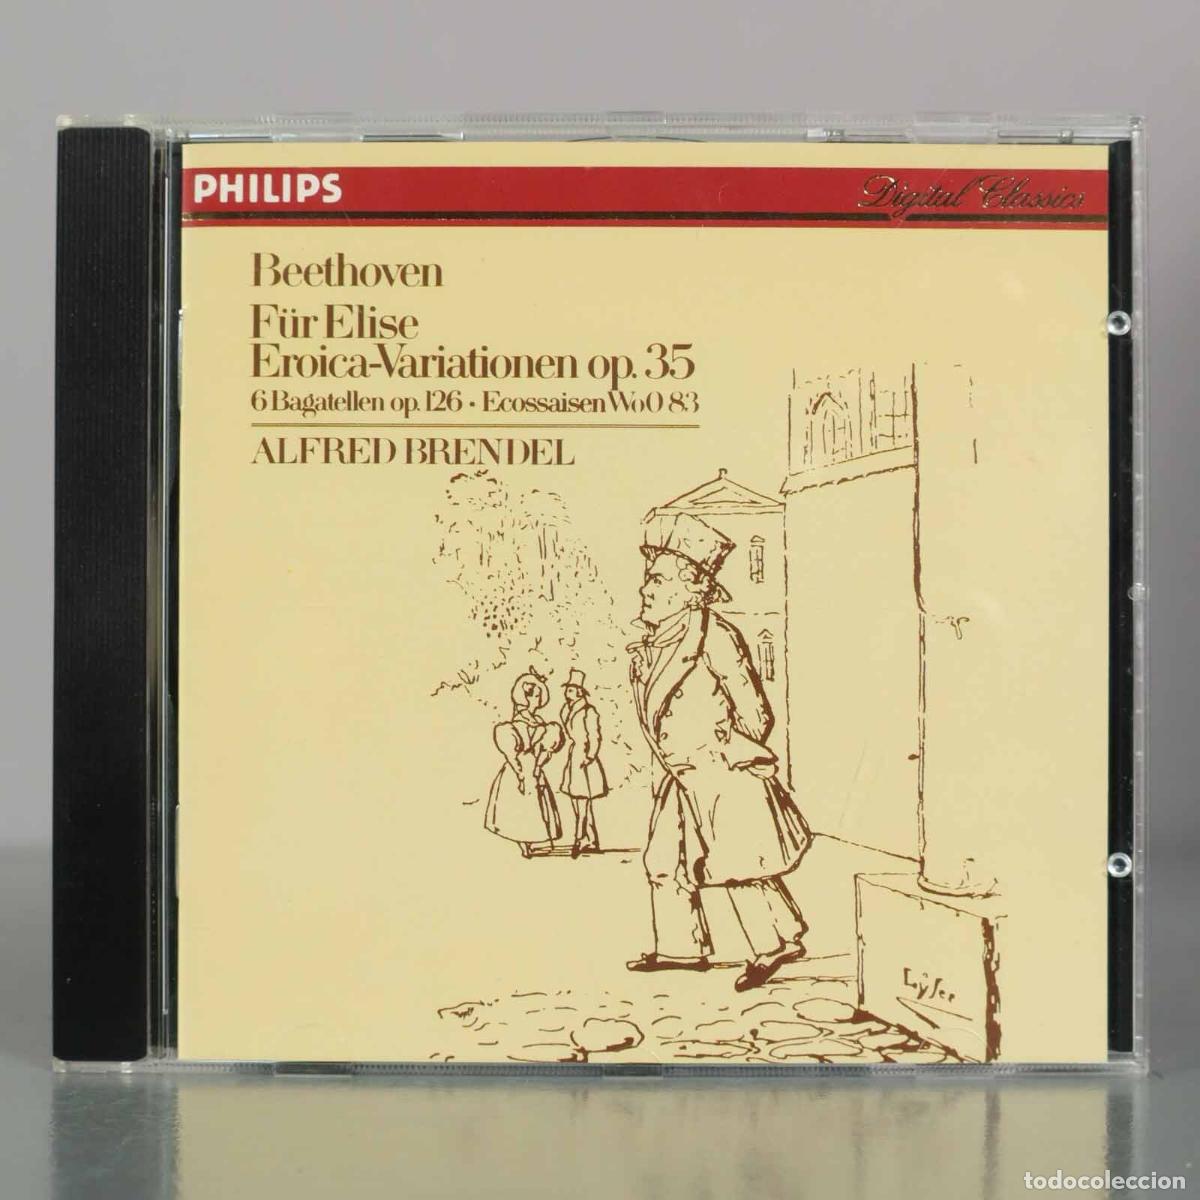 PHILIPS Digital Classics
Beethoven
Für Elise
Eroica-Variationen op. 35
6 Bagatellen op. 126 · Ecossaisen WoO 83
ALFRED BRENDEL
Lÿser
todocoleccion